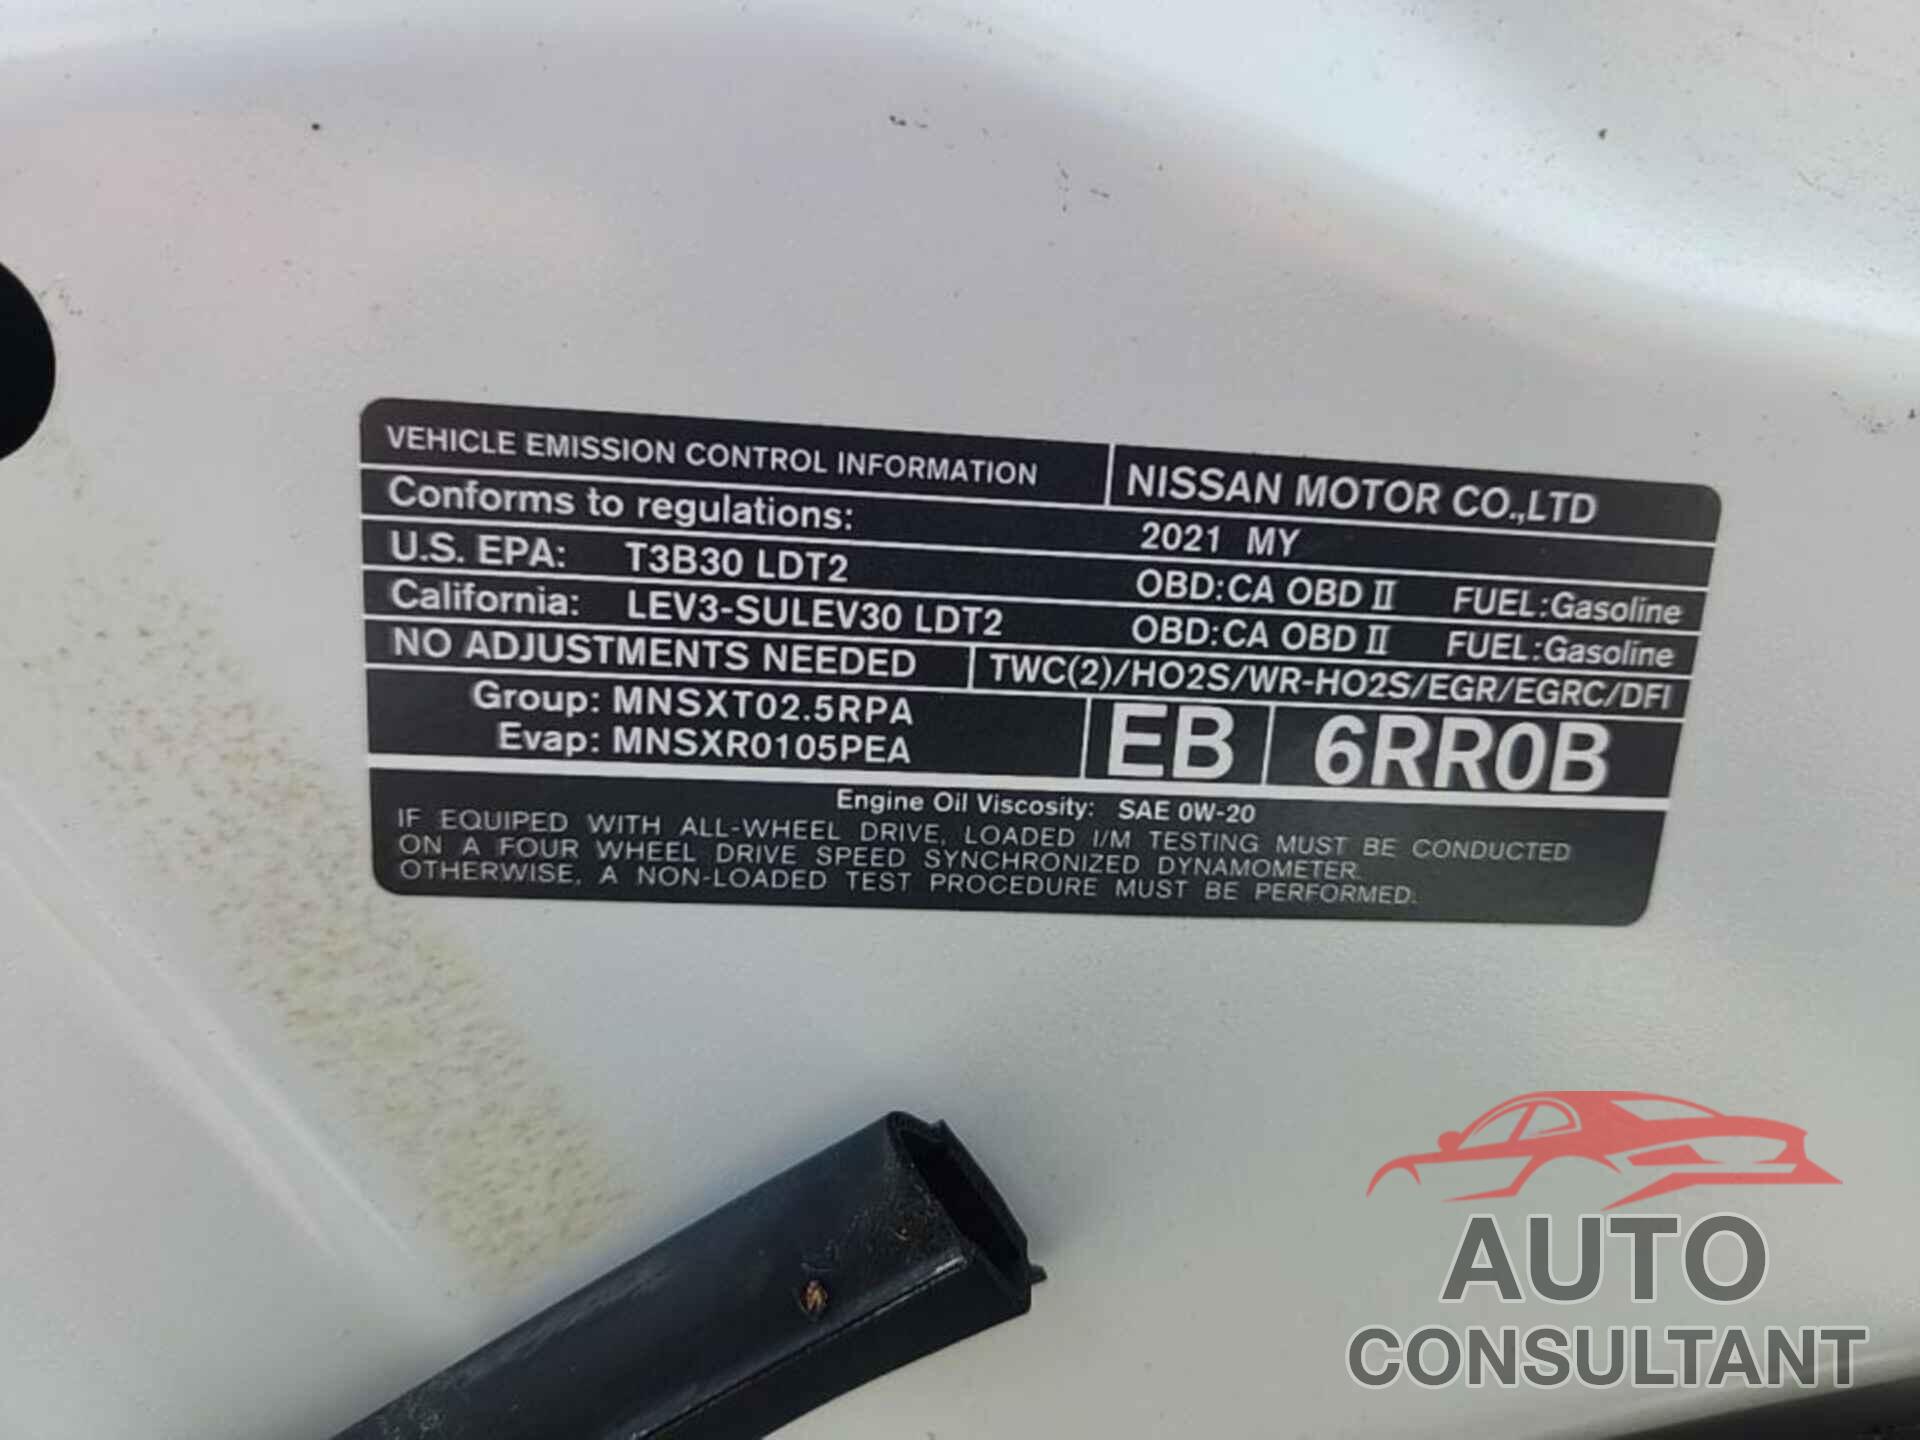 VEHICLE EMISSION CONTROL INFORMATION NISSAN MOTOR CO.,LTD
Conforms to regulations: 2021 MY
U.S. EPA: T3B30 LDT2 OBD:CA OBD II FUEL:Gasoline
California: LEV3-SULEV30 LDT2 OBD:CA OBD II FUEL:Gasoline
NO ADJUSTMENTS NEEDED TWC(2)/HO2S/WR-HO2S/EGR/EGRC/DFI
Group: MNSXT02.5RPA
Evap: MNSXR0105PEA
EB 6RR0B
Engine Oil Viscosity: SAE 0W-20
IF EQUIPED WITH ALL-WHEEL DRIVE, LOADED I/M TESTING MUST BE CONDUCTED
ON A FOUR WHEEL DRIVE SPEED SYNCHRONIZED DYNAMOMETER.
OTHERWISE, A NON-LOADED TEST PROCEDURE MUST BE PERFORMED.
AUTO
CONSULTANT